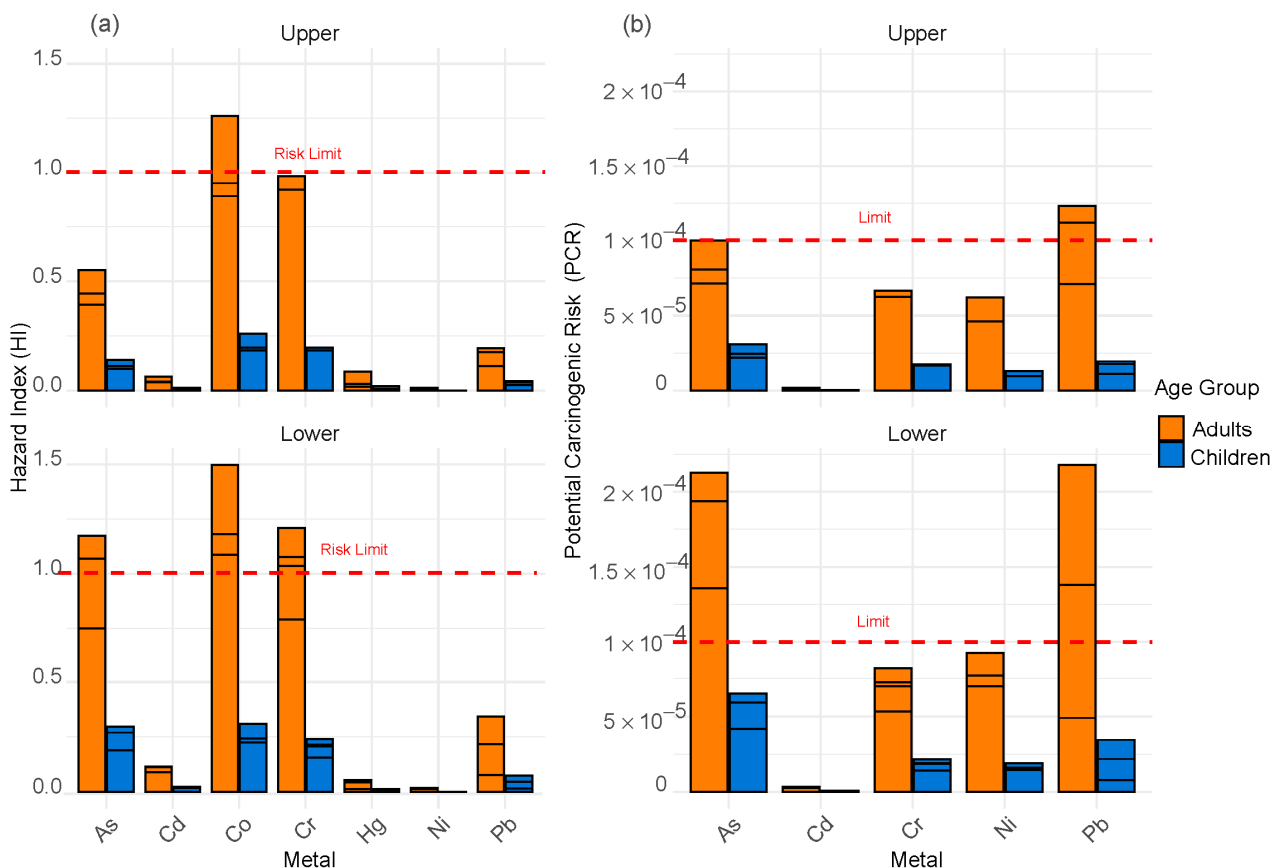 (a)
Upper
1.5
1.0
0.5
0.0
Risk Limit
Lower
1.5
1.0
0.5
0.0
Risk Limit
Hazard Index (HI)
As
Cd
Co
Cr
Hg
Ni
Pb
Metal
(b)
Upper
2 × 10⁻⁴
1.5 × 10⁻⁴
1 × 10⁻⁴
5 × 10⁻⁵
0
Limit
Lower
2 × 10⁻⁴
1.5 × 10⁻⁴
1 × 10⁻⁴
5 × 10⁻⁵
0
Limit
Potential Carcinogenic Risk (PCR)
As
Cd
Cr
Ni
Pb
Metal
Age Group
Adults
Children